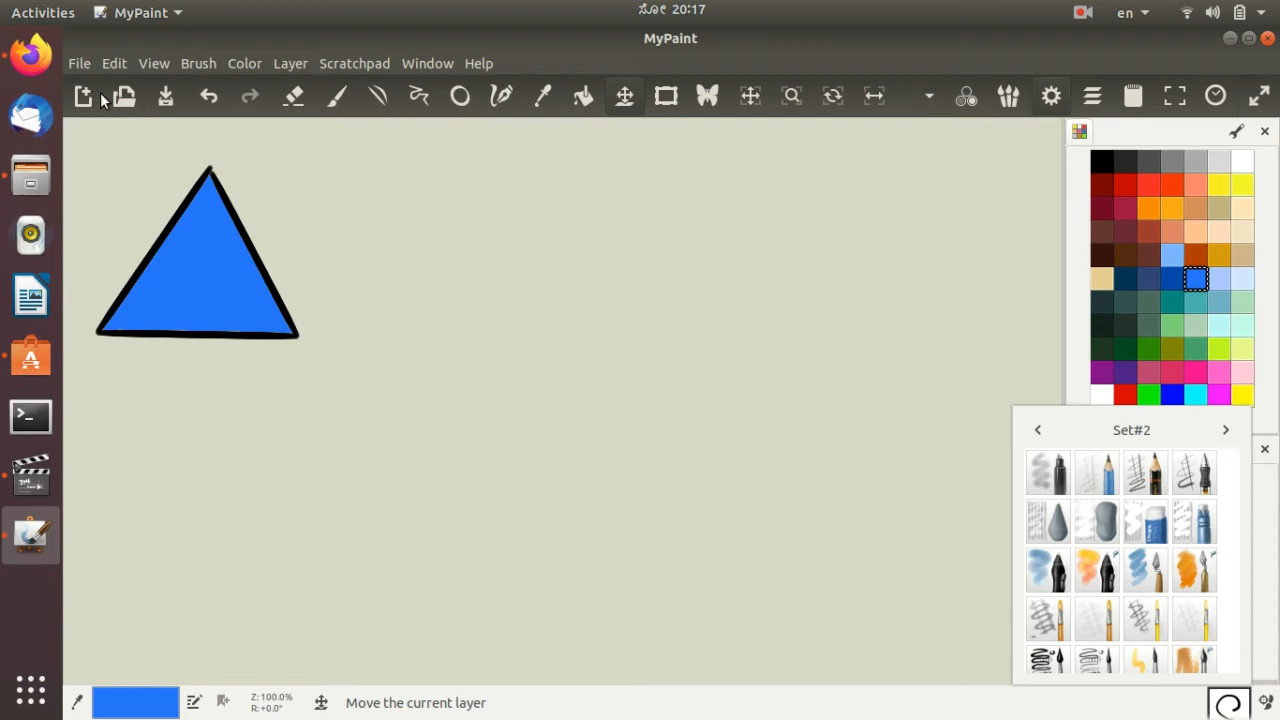 Activities
MyPaint
20:17
en
MyPaint
File
Edit
View
Brush
Color
Layer
Scratchpad
Window
Help
Set#2
Z: 100.0%
R: +0.0°
Move the current layer